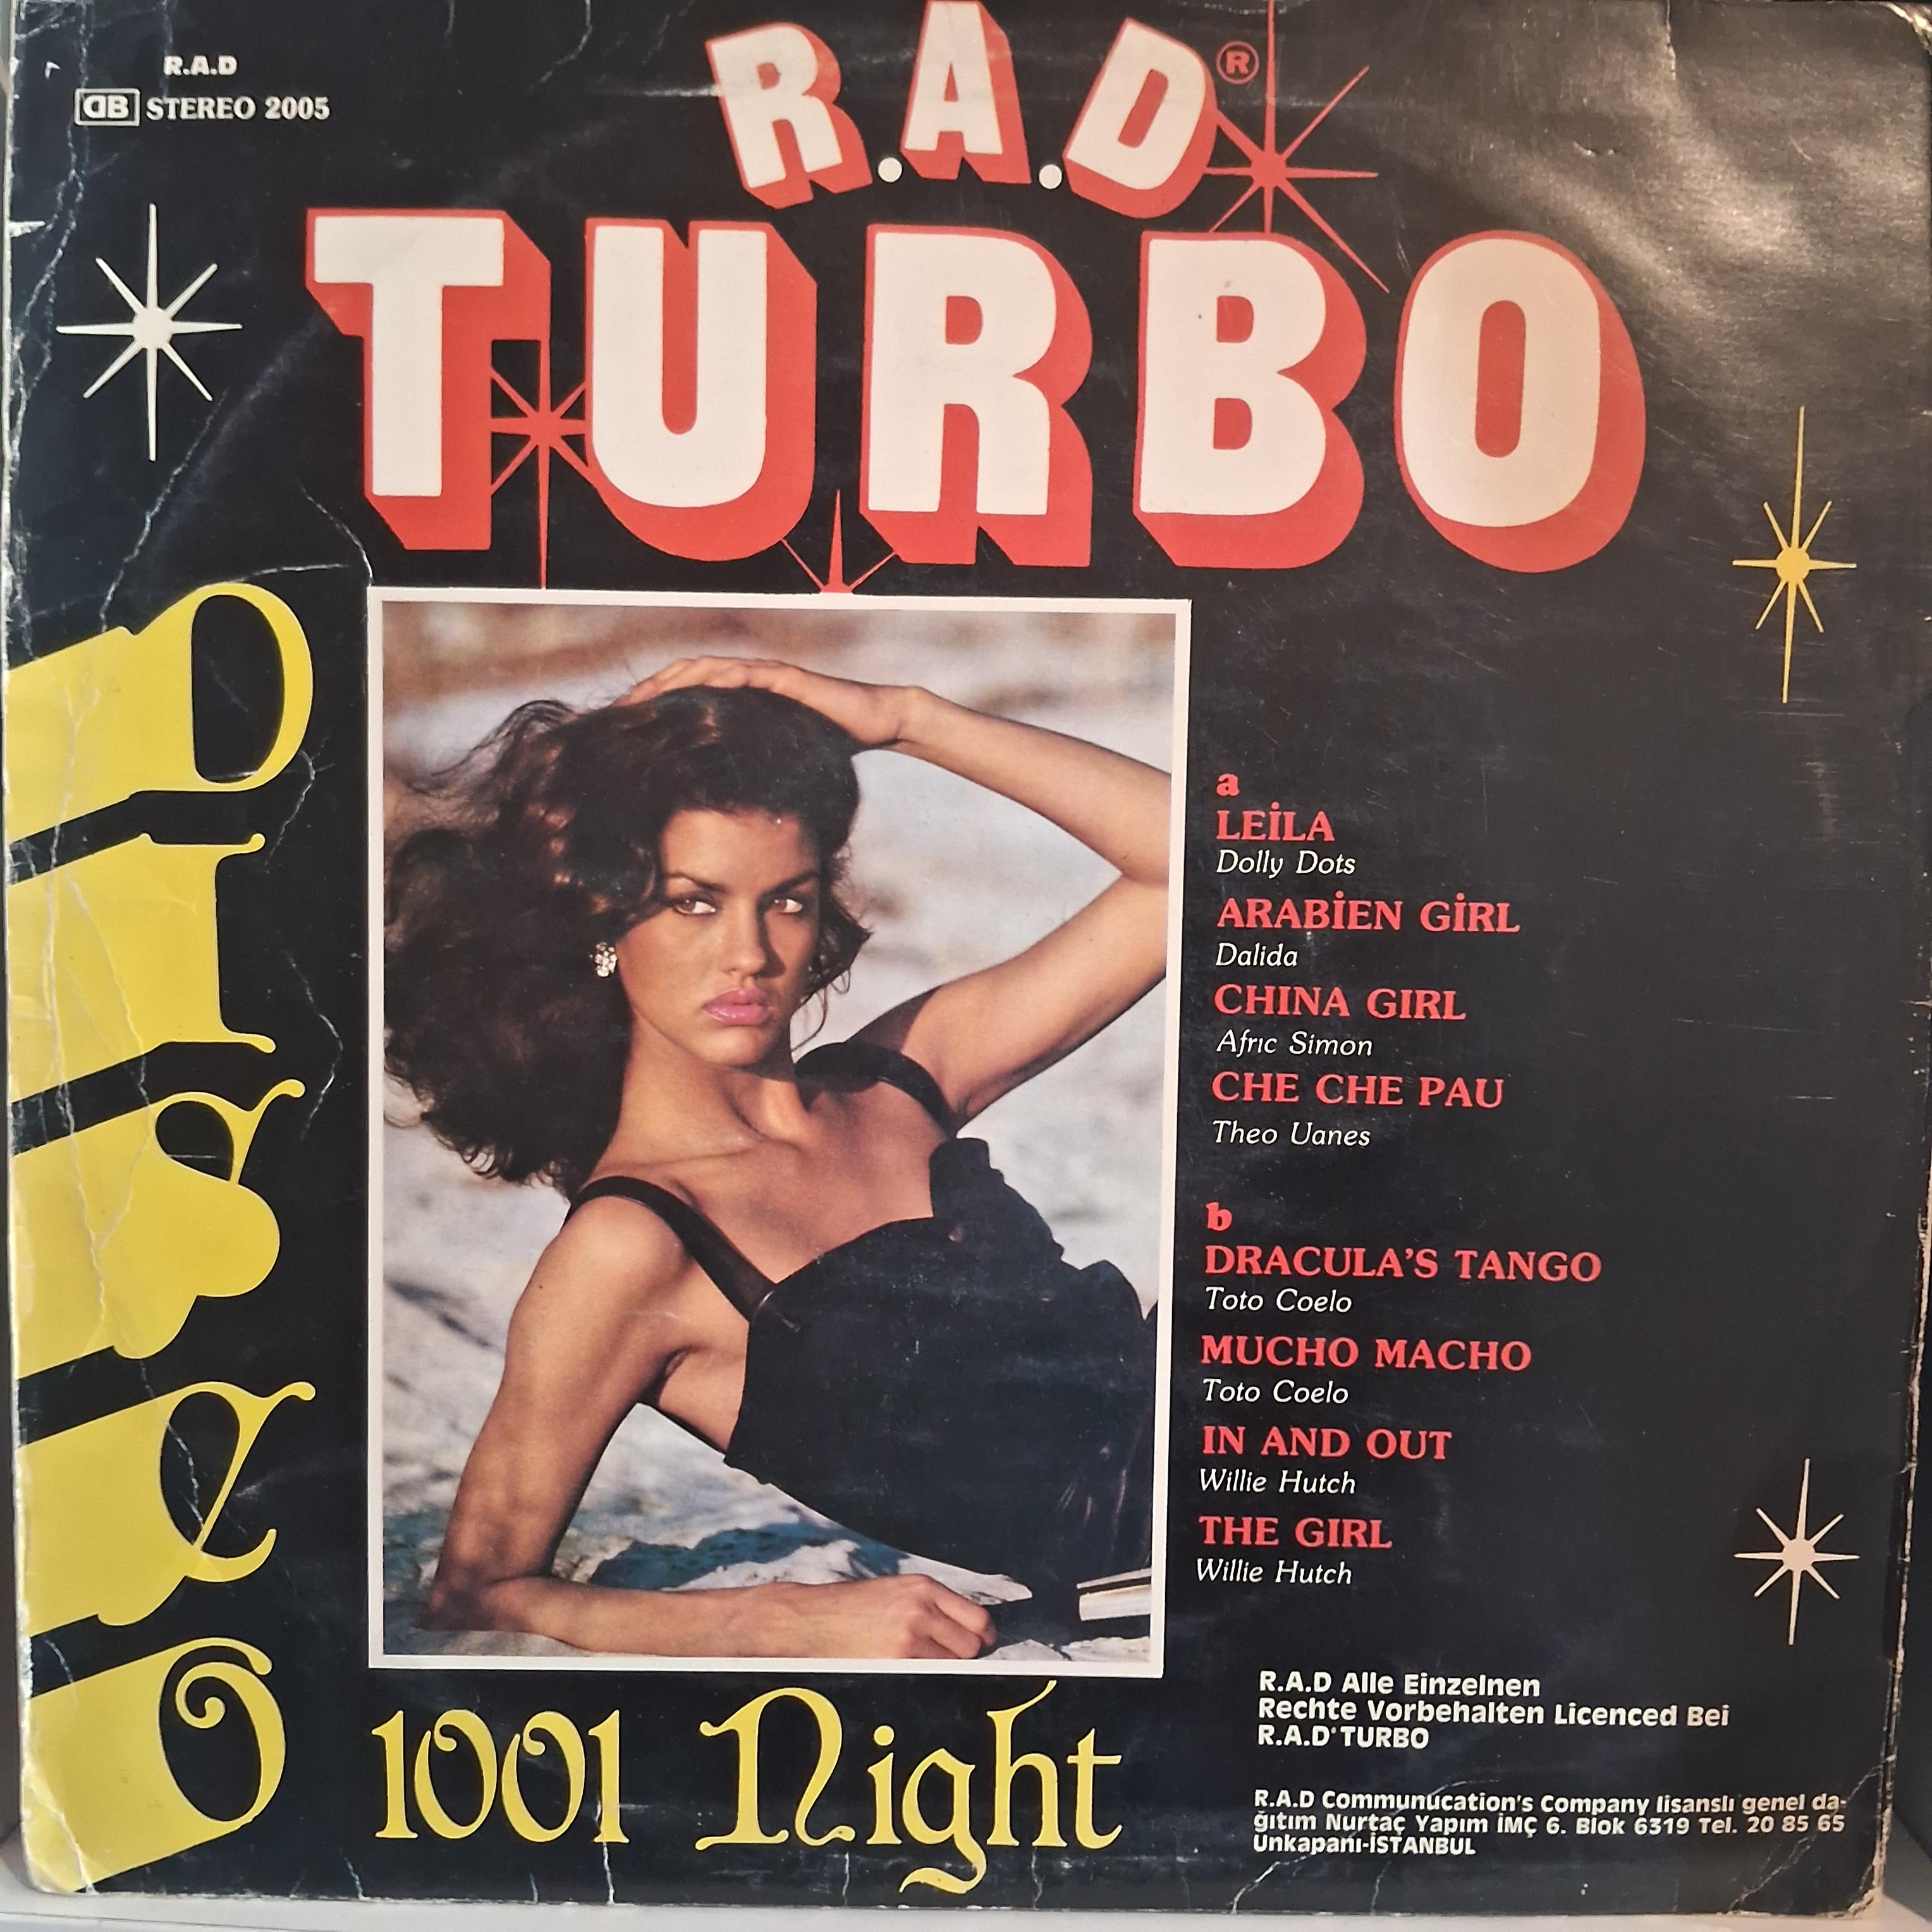 R.A.D
DB STEREO 2005
R.A.D ®
TURBO
Disco
a
LEİLA
Dolly Dots
ARABİEN GİRL
Dalida
CHINA GIRL
Afrıc Simon
CHE CHE PAU
Theo Uanes
b
DRACULA'S TANGO
Toto Coelo
MUCHO MACHO
Toto Coelo
IN AND OUT
Willie Hutch
THE GIRL
Willie Hutch
1001 Night
R.A.D Alle Einzelnen
Rechte Vorbehalten Licenced Bei
R.A.D TURBO
R.A.D Communucation's Company lisanslı genel da-
ğıtım Nurtaç Yapım İMÇ 6. Blok 6319 Tel. 20 85 65
Unkapanı-İSTANBUL